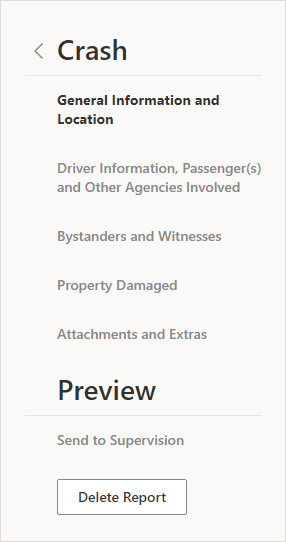 Crash
General Information and
Location
Driver Information, Passenger(s)
and Other Agencies Involved
Bystanders and Witnesses
Property Damaged
Attachments and Extras
Preview
Send to Supervision
Delete Report